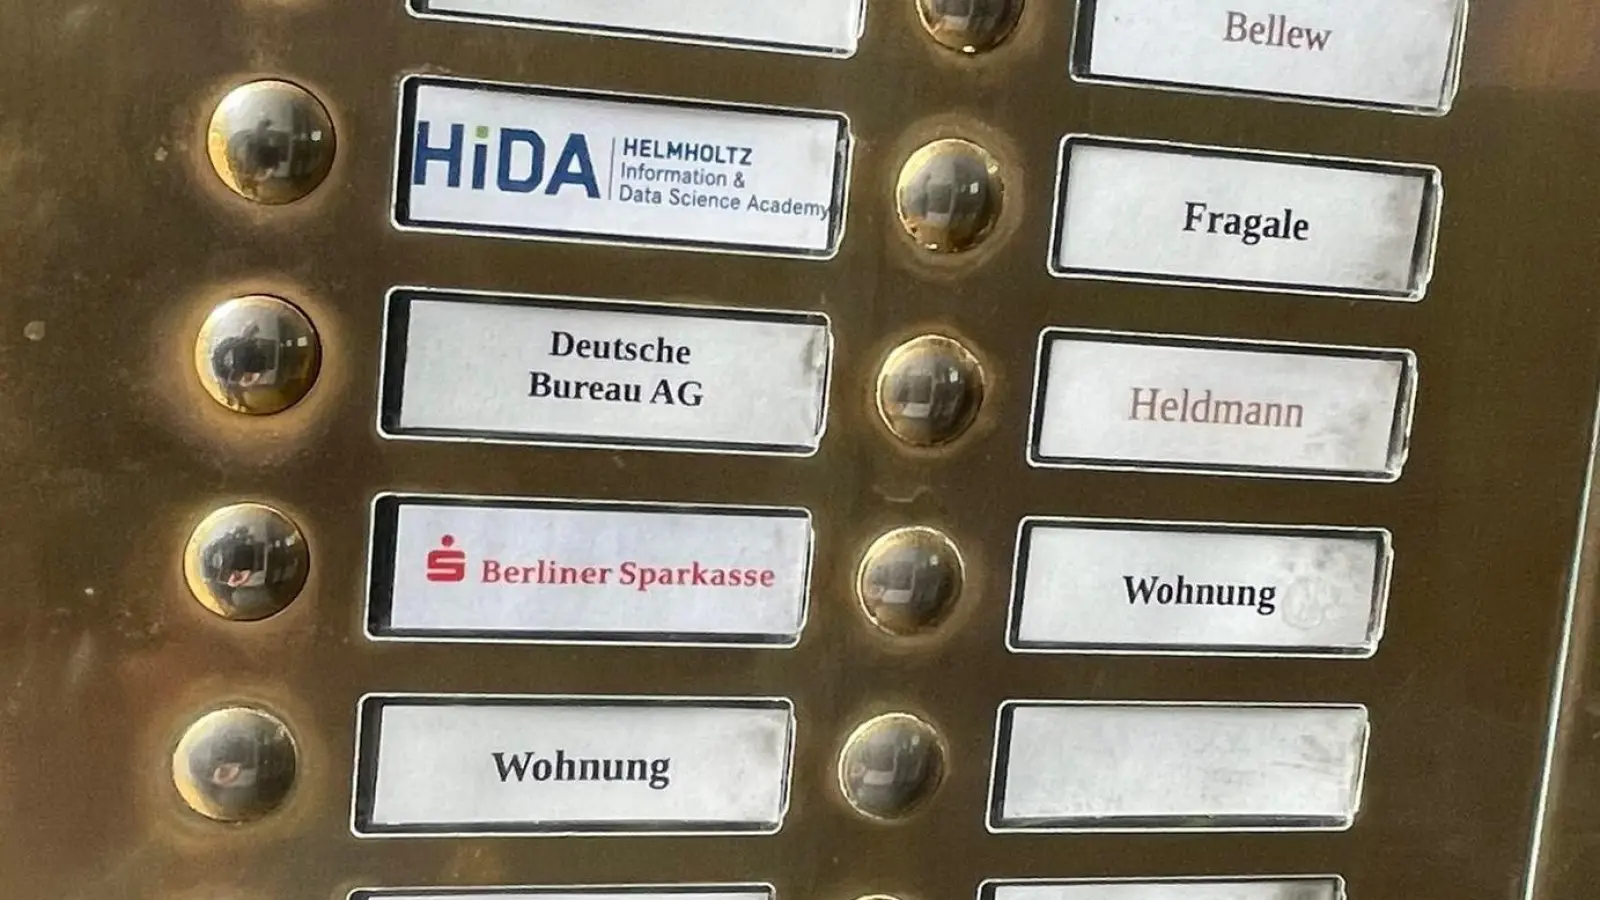 HiDA
HELMHOLTZ
Information &
Data Science Academy
Deutsche
Bureau AG
Berliner Sparkasse
Wohnung
Bellew
Fragale
Heldmann
Wohnung